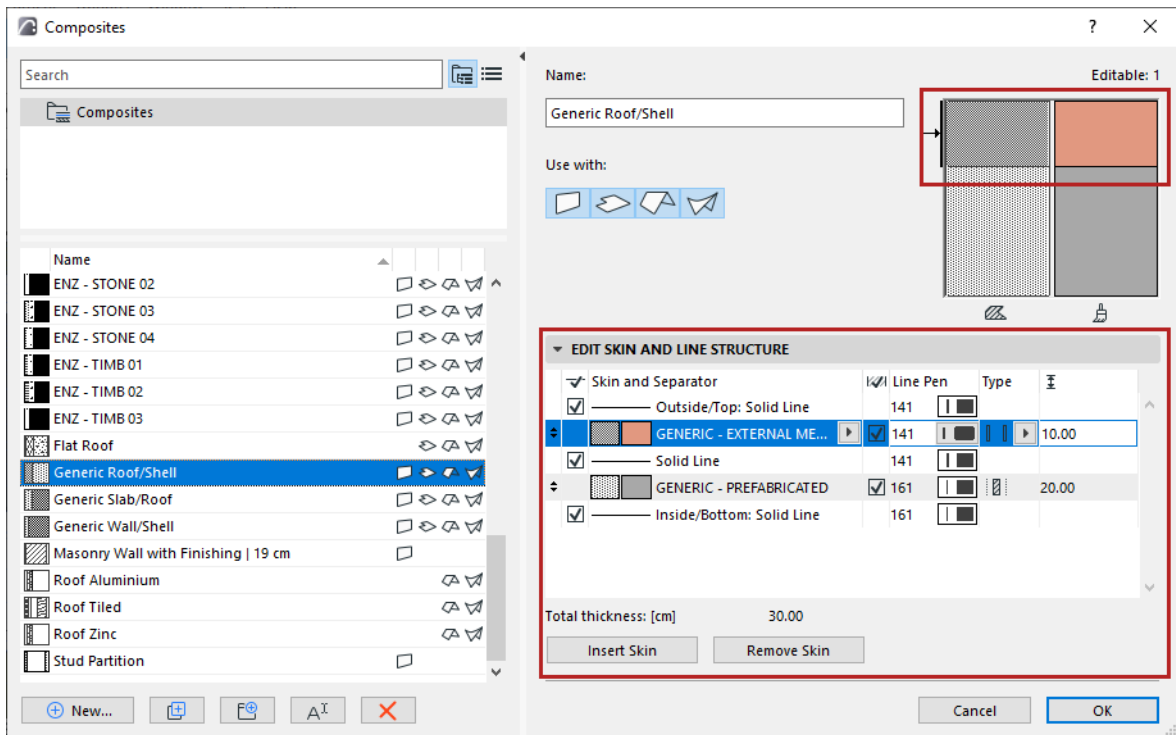 Composites
?
Search
Composites
Name
ENZ - STONE 02
ENZ - STONE 03
ENZ - STONE 04
ENZ - TIMB 01
ENZ - TIMB 02
ENZ - TIMB 03
Flat Roof
Generic Roof/Shell
Generic Slab/Roof
Generic Wall/Shell
Masonry Wall with Finishing | 19 cm
Roof Aluminium
Roof Tiled
Roof Zinc
Stud Partition
New...
Name:
Editable: 1
Generic Roof/Shell
Use with:
EDIT SKIN AND LINE STRUCTURE
Skin and Separator Line Pen Type
Outside/Top: Solid Line 141
GENERIC - EXTERNAL ME... 141 10.00
Solid Line 141
GENERIC - PREFABRICATED 161 20.00
Inside/Bottom: Solid Line 161
Total thickness: [cm] 30.00
Insert Skin Remove Skin
Cancel OK